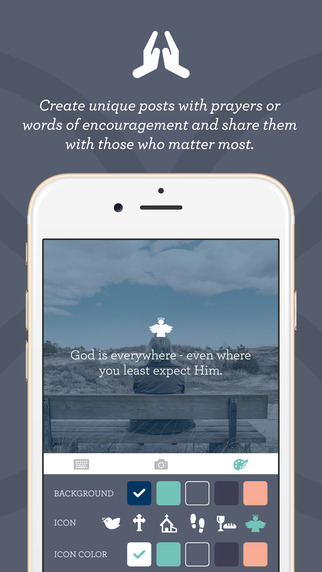 Create unique posts with prayers or
words of encouragement and share them
with those who matter most.
God is everywhere - even where
you least expect Him.
BACKGROUND
ICON
ICON COLOR